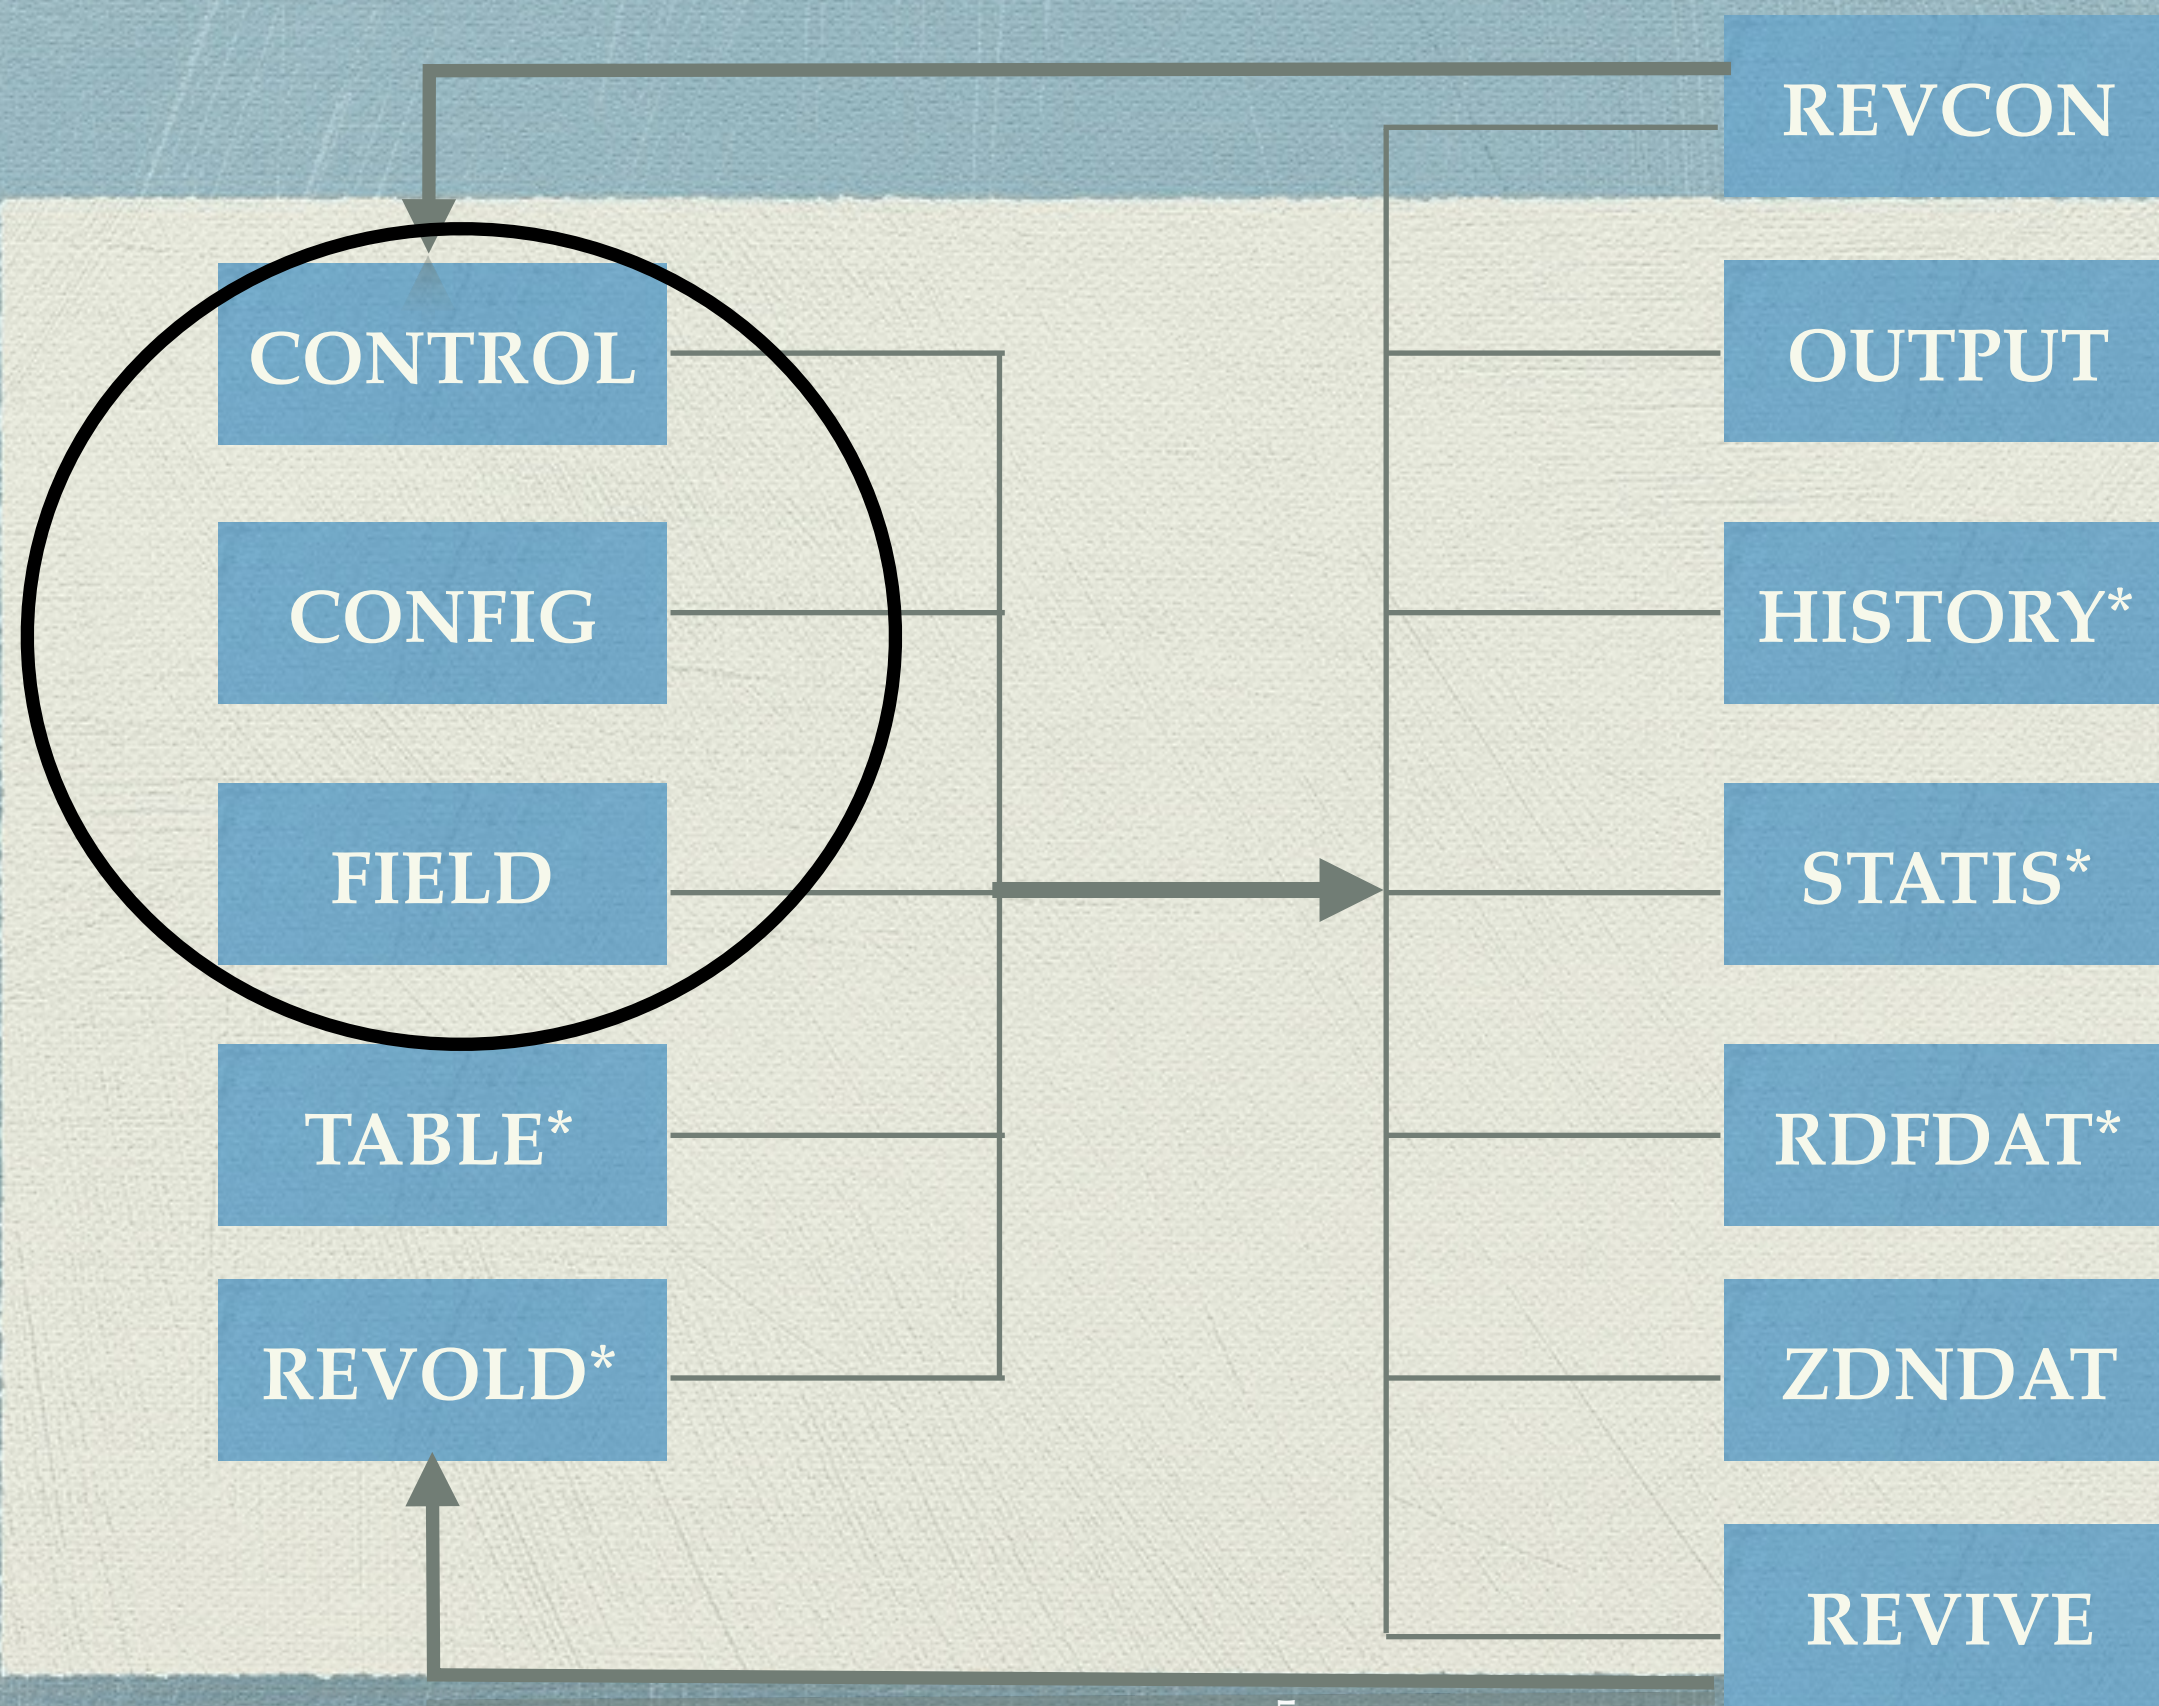 REVCON
CONTROL
OUTPUT
CONFIG
HISTORY*
FIELD
STATIS*
TABLE*
RDFDAT*
REVOLD*
ZDNDAT
REVIVE